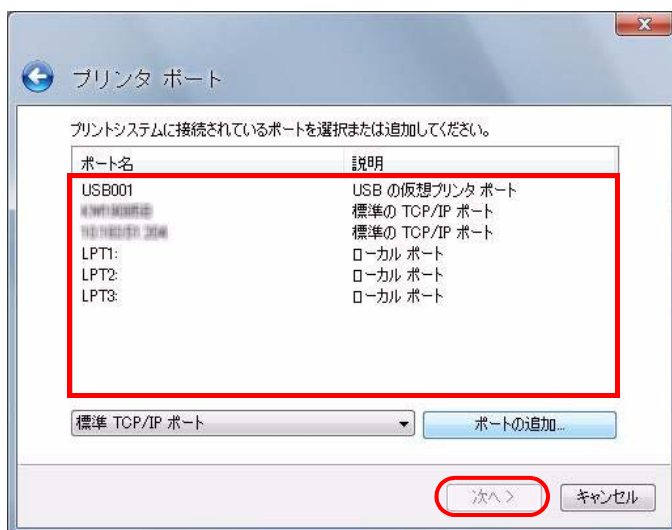 プリンタ ポート
プリントシステムに接続されているポートを選択または追加してください。
ポート名 説明
USB001 USB の仮想プリンタ ポート
標準の TCP/IP ポート
標準の TCP/IP ポート
LPT1: ローカル ポート
LPT2: ローカル ポート
LPT3: ローカル ポート
標準 TCP/IP ポート ポートの追加...
次へ > キャンセル